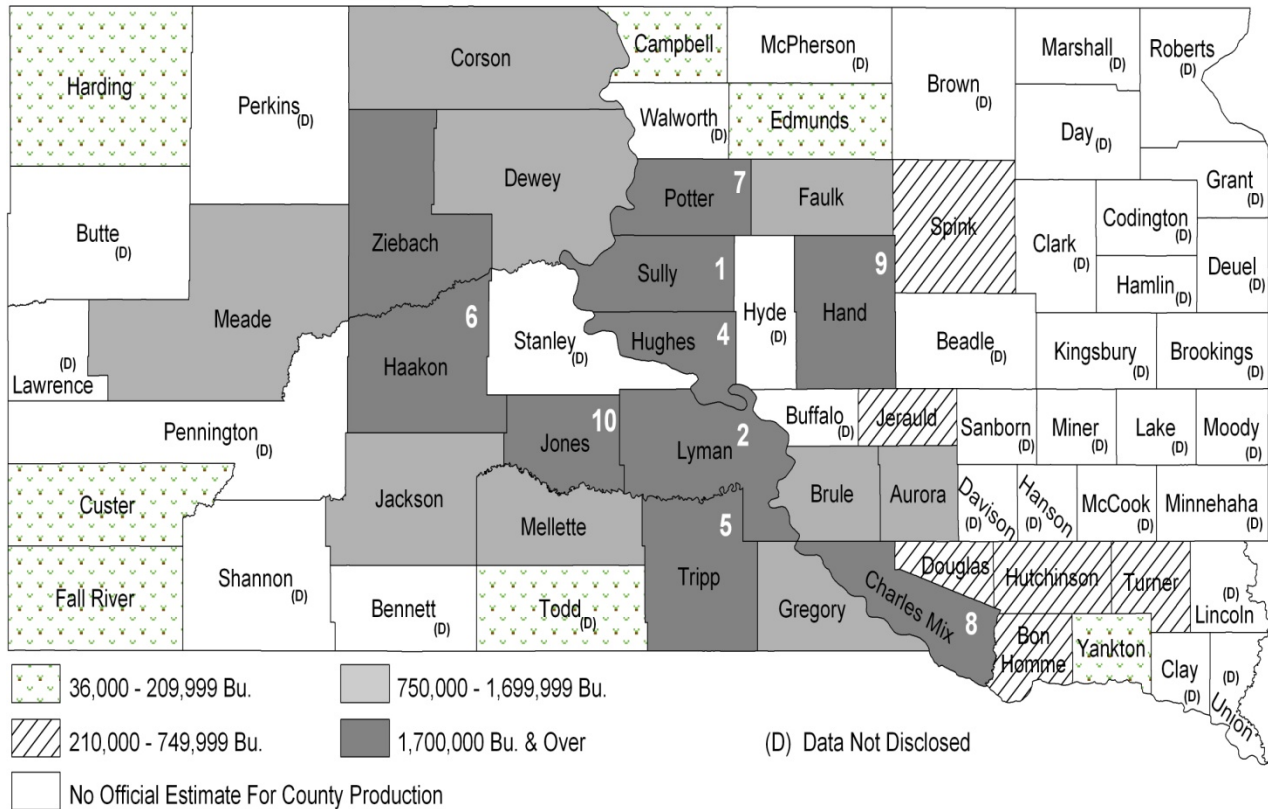 Harding
Perkins
(D)
Corson
Campbell
McPherson
(D)
Brown
(D)
Marshall
(D)
Roberts
(D)
Walworth
(D)
Edmunds
Day
(D)
Butte
(D)
Meade
Ziebach
Dewey
Potter
7
Faulk
Spink
Clark
(D)
Codington
(D)
Grant
(D)
Hamlin
(D)
Deuel
(D)
Sully
1
Hyde
(D)
Hand
9
Lawrence
(D)
Haakon
6
Stanley
(D)
Hughes
4
Beadle
(D)
Kingsbury
(D)
Brookings
(D)
Pennington
(D)
Jones
10
Lyman
2
Buffalo
(D)
Jerauld
Sanborn
(D)
Miner
(D)
Lake
(D)
Moody
(D)
Custer
Jackson
Mellette
Tripp
5
Brule
Aurora
Davison
(D)
Hanson
(D)
McCook
(D)
Minnehaha
(D)
Fall River
Shannon
(D)
Bennett
(D)
Todd
(D)
Gregory
Charles Mix
8
Douglas
Hutchinson
Turner
Lincoln
(D)
Bon
Homme
Yankton
Clay
(D)
Union
(D)
36,000 - 209,999 Bu.
750,000 - 1,699,999 Bu.
210,000 - 749,999 Bu.
1,700,000 Bu. & Over
(D) Data Not Disclosed
No Official Estimate For County Production